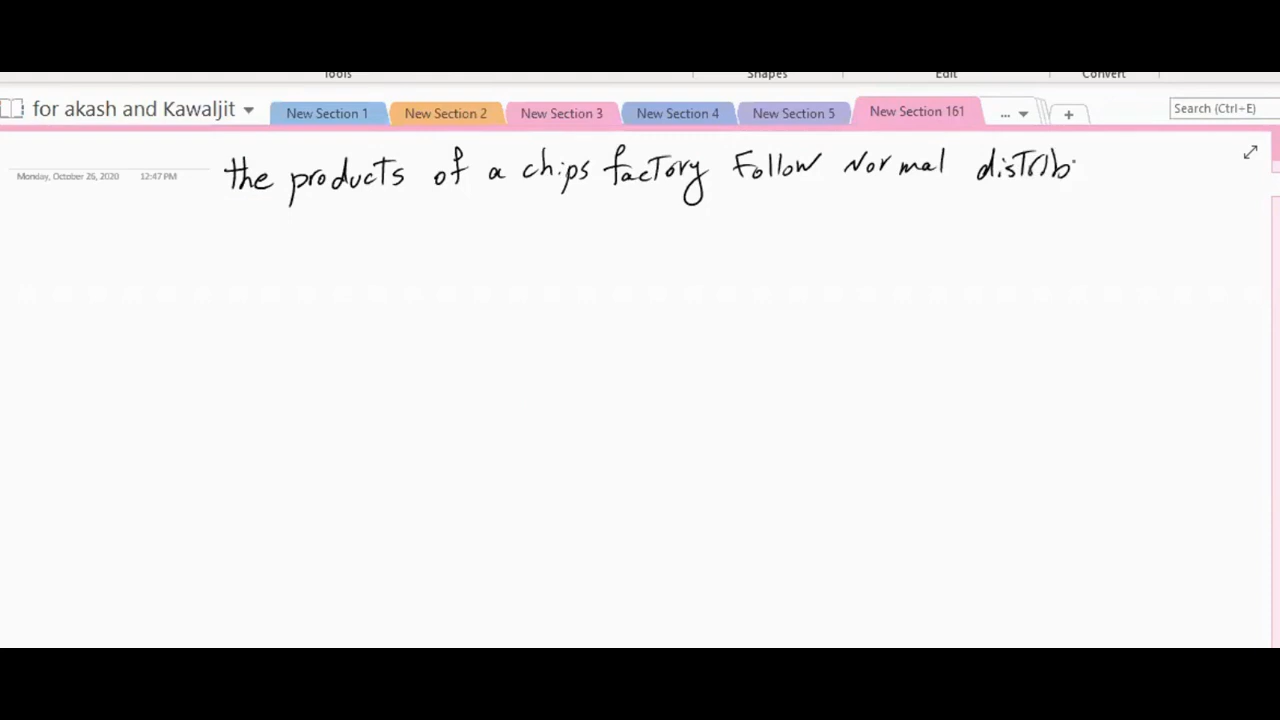 Tools Shapes Edit Convert
for akash and Kawaljit New Section 1 New Section 2 New Section 3 New Section 4 New Section 5 New Section 161 ... + Search (Ctrl+E)
Monday, October 26, 2020 12:47 PM
the products of a chips factory Follow Normal distrib